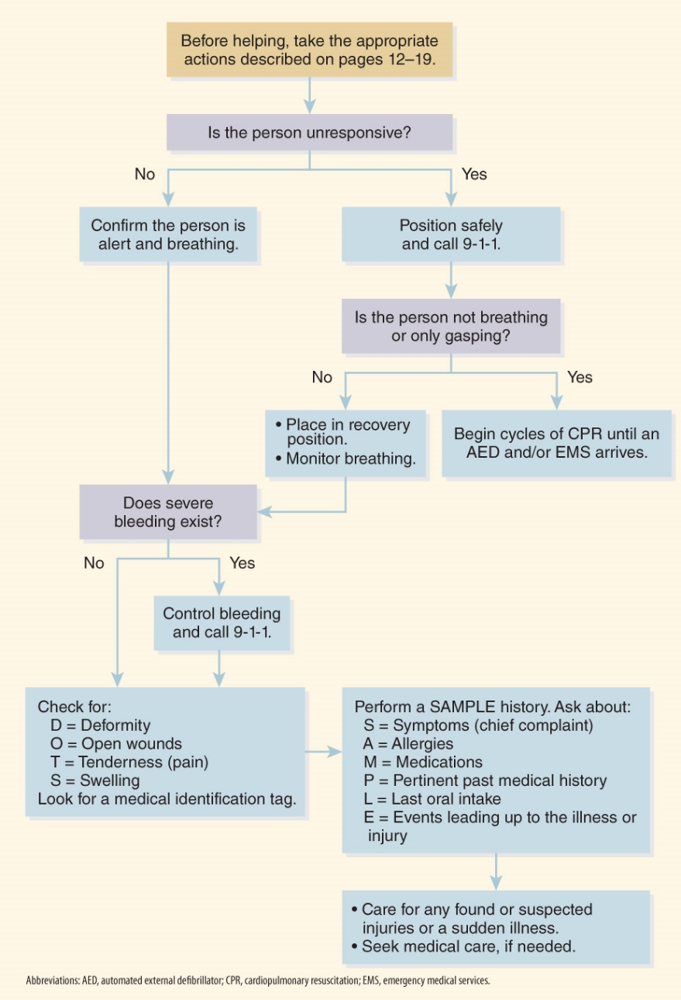 Before helping, take the appropriate
actions described on pages 12–19.
Is the person unresponsive?
No
Yes
Confirm the person is
alert and breathing.
Position safely
and call 9-1-1.
Is the person not breathing
or only gasping?
No
Yes
• Place in recovery
position.
• Monitor breathing.
Begin cycles of CPR until an
AED and/or EMS arrives.
Does severe
bleeding exist?
No
Yes
Control bleeding
and call 9-1-1.
Check for:
D = Deformity
O = Open wounds
T = Tenderness (pain)
S = Swelling
Look for a medical identification tag.
Perform a SAMPLE history. Ask about:
S = Symptoms (chief complaint)
A = Allergies
M = Medications
P = Pertinent past medical history
L = Last oral intake
E = Events leading up to the illness or
injury
• Care for any found or suspected
injuries or a sudden illness.
• Seek medical care, if needed.
Abbreviations: AED, automated external defibrillator; CPR, cardiopulmonary resuscitation; EMS, emergency medical services.